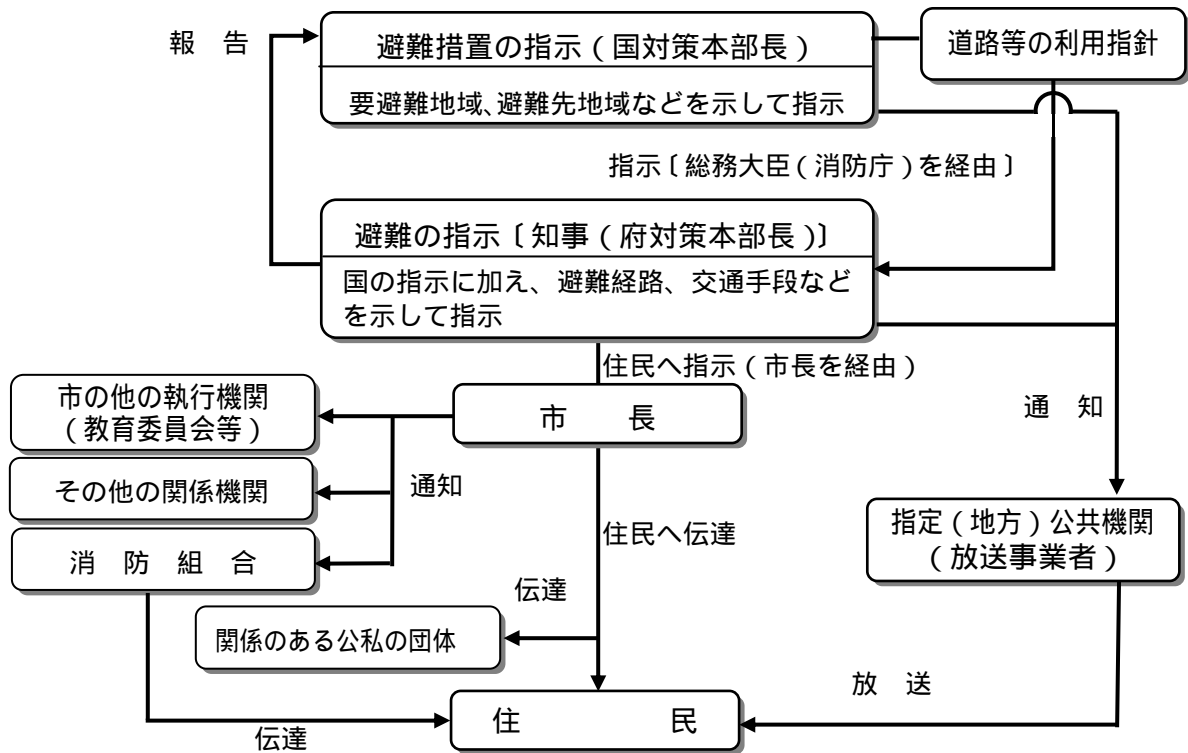 報　告
避難措置の指示（国対策本部長）
要避難地域、避難先地域などを示して指示
道路等の利用指針
指示〔総務大臣（消防庁）を経由〕
避難の指示〔知事（府対策本部長）〕
国の指示に加え、避難経路、交通手段など
を示して指示
住民へ指示（市長を経由）
市の他の執行機関
（教育委員会等）
市　　長
通　知
その他の関係機関
通知
指定（地方）公共機関
（放送事業者）
消　防　組　合
住民へ伝達
伝達
関係のある公私の団体
放　送
住　　　　民
伝達